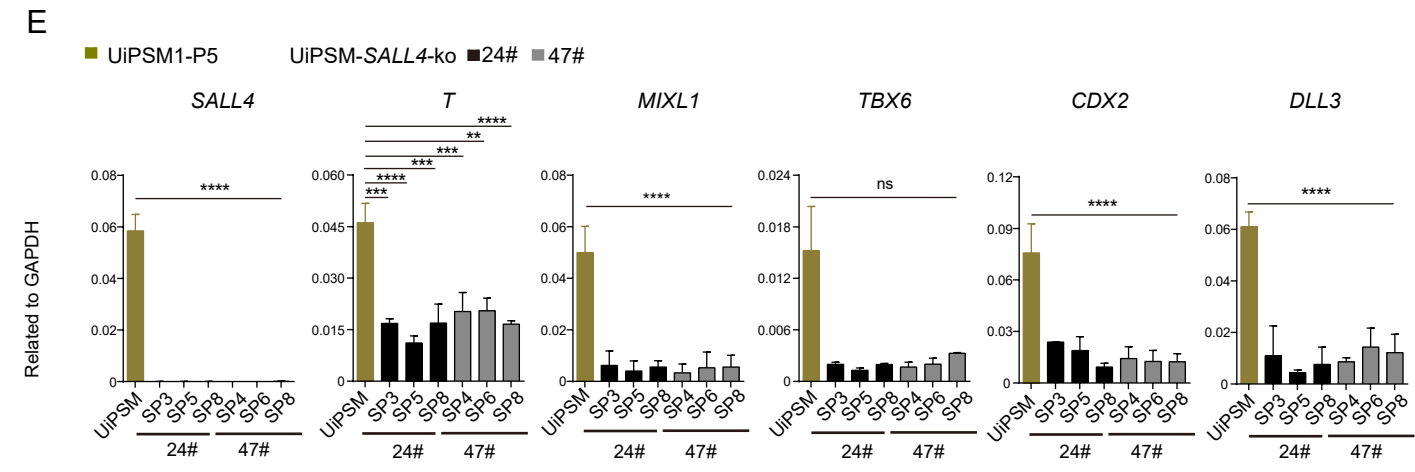 E
UiPSM1-P5 UiPSM-SALL4-ko 24# 47#
SALL4 T MIXL1 TBX6 CDX2 DLL3
Related to GAPDH
0.08 0.06 0.04 0.02 0
****
UiPSM SP3 SP5 SP8 SP4 SP6 SP8
24# 47#
0.060 0.045 0.030 0.015 0
****
**
***
***
****
***
UiPSM SP3 SP5 SP8 SP4 SP6 SP8
24# 47#
0.08 0.06 0.04 0.02 0
****
UiPSM SP3 SP5 SP8 SP4 SP6 SP8
24# 47#
0.024 0.018 0.012 0.006 0
ns
UiPSM SP3 SP5 SP8 SP4 SP6 SP8
24# 47#
0.12 0.09 0.06 0.03 0
****
UiPSM SP3 SP5 SP8 SP4 SP6 SP8
24# 47#
0.08 0.06 0.04 0.02 0
****
UiPSM SP3 SP5 SP8 SP4 SP6 SP8
24# 47#